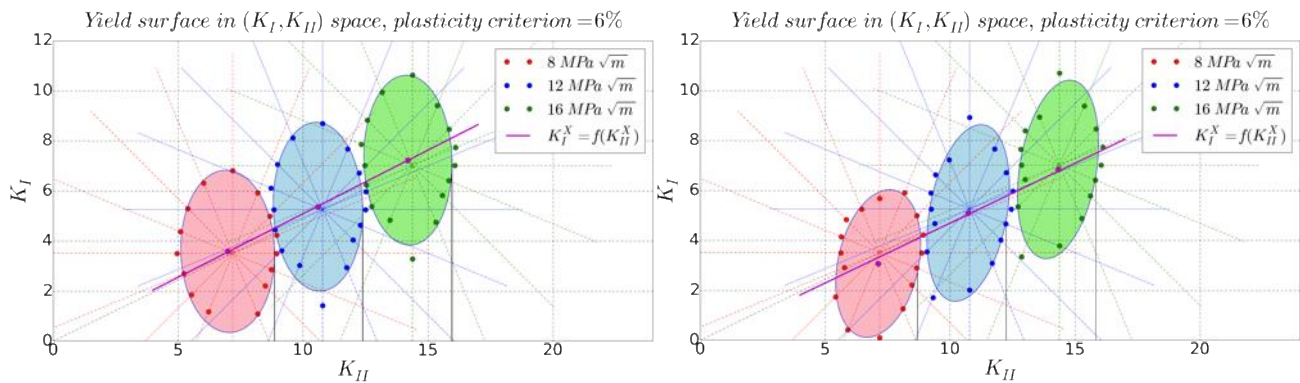 Yield surface in (K_I, K_II) space, plasticity criterion =6%
12
10
8
6
4
2
0
K_I
0 5 10 15 20
K_II
8 MPa √m
12 MPa √m
16 MPa √m
K_I^X = f(K_II^X)
Yield surface in (K_I, K_II) space, plasticity criterion =6%
12
10
8
6
4
2
0
K_I
0 5 10 15 20
K_II
8 MPa √m
12 MPa √m
16 MPa √m
K_I^X = f(K_II^X)